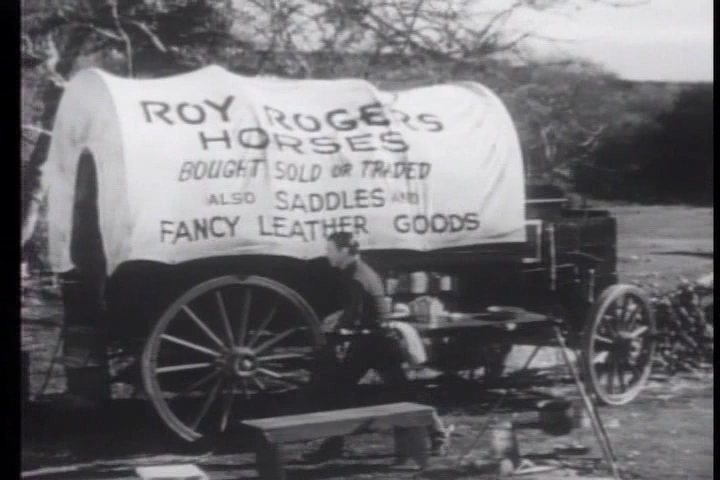 ROY ROGERS
HORSES
BOUGHT SOLD OR TRADED
ALSO SADDLES AND
FANCY LEATHER GOODS